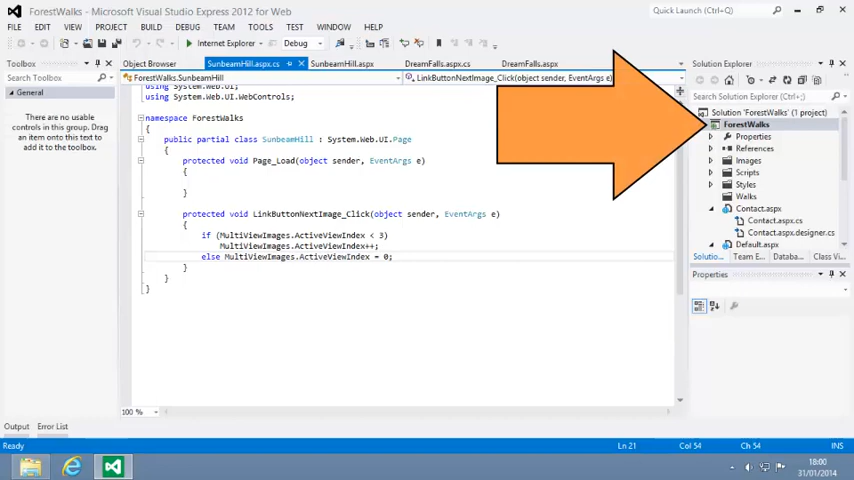 ForestWalks - Microsoft Visual Studio Express 2012 for Web
Quick Launch (Ctrl+Q)
FILE EDIT VIEW PROJECT BUILD DEBUG TEAM TOOLS TEST WINDOW HELP
Internet Explorer Debug
Toolbox
Search Toolbox
General
There are no usable
controls in this group. Drag
an item onto this text to
add it to the toolbox.
Object Browser SunbeamHill.aspx.cs SunbeamHill.aspx DreamFalls.aspx.cs DreamFalls.aspx
ForestWalks.SunbeamHill LinkButtonNextImage_Click(object sender, EventArgs e)
using System.Web.UI;
using System.Web.UI.WebControls;
namespace ForestWalks
{
public partial class SunbeamHill : System.Web.UI.Page
{
protected void Page_Load(object sender, EventArgs e)
{
}
protected void LinkButtonNextImage_Click(object sender, EventArgs e)
{
if (MultiViewImages.ActiveViewIndex < 3)
MultiViewImages.ActiveViewIndex++;
else MultiViewImages.ActiveViewIndex = 0;
}
}
}
100 %
Solution Explorer
Search Solution Explorer (Ctrl+;)
Solution 'ForestWalks' (1 project)
ForestWalks
Properties
References
Images
Scripts
Styles
Walks
Contact.aspx
Contact.aspx.cs
Contact.aspx.designer.cs
Default.aspx
Solutio... Team E... Databa... Class Vi...
Properties
Output Error List
Ready Ln 21 Col 54 Ch 54 INS
18:00
31/01/2014